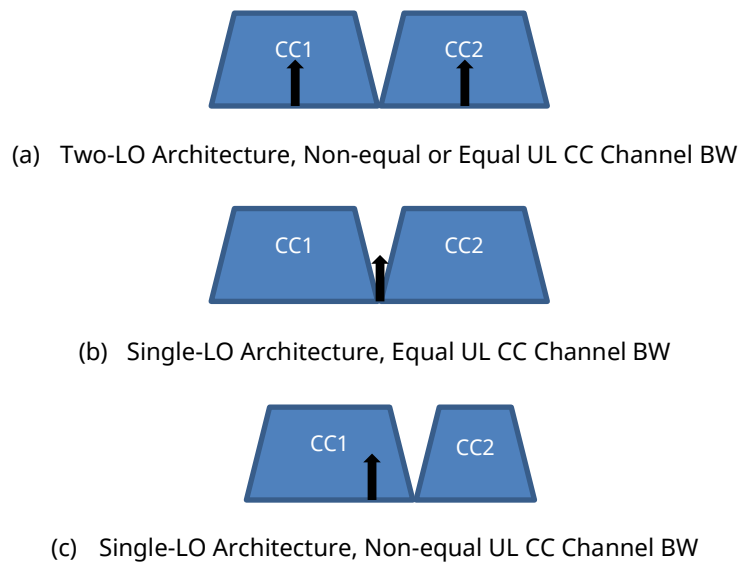 CC1 CC2
(a) Two-LO Architecture, Non-equal or Equal UL CC Channel BW
CC1 CC2
(b) Single-LO Architecture, Equal UL CC Channel BW
CC1 CC2
(c) Single-LO Architecture, Non-equal UL CC Channel BW